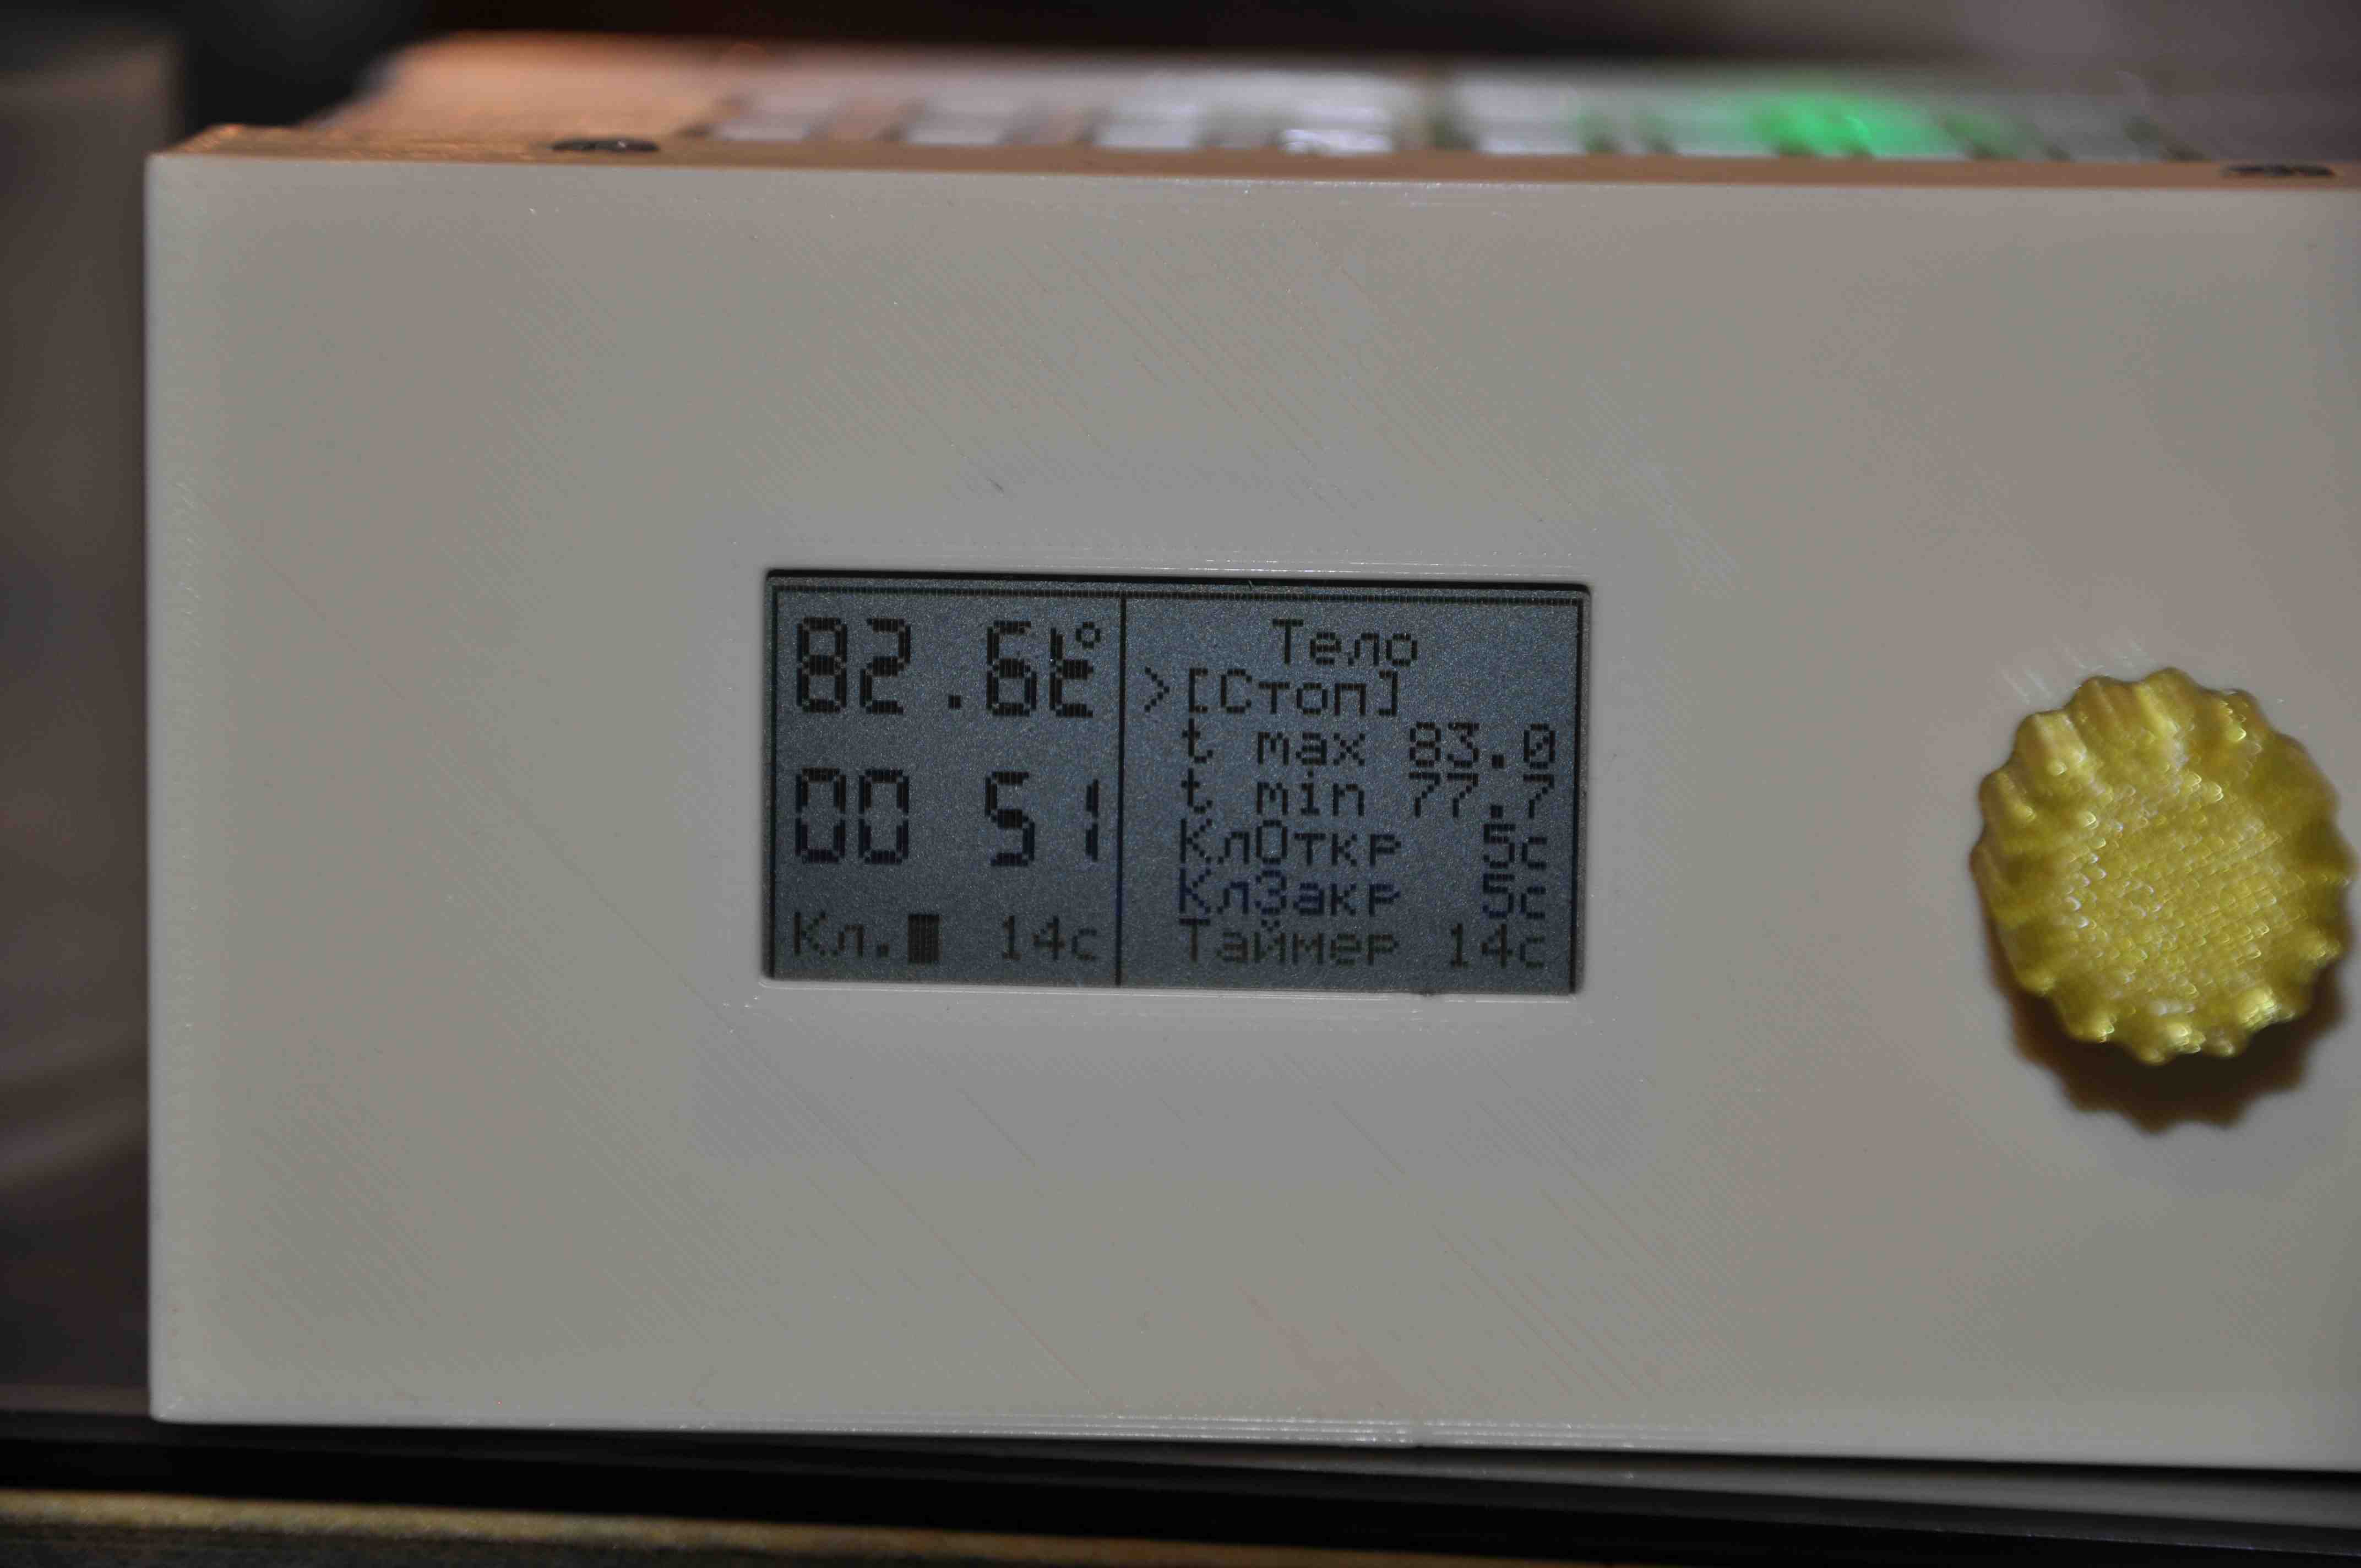 82.6t°
00 51
Кл. 14с
Тело
>[Стоп]
t max 83.0
t min 77.7
КлОткр 5с
КлЗакр 5с
Таймер 14с